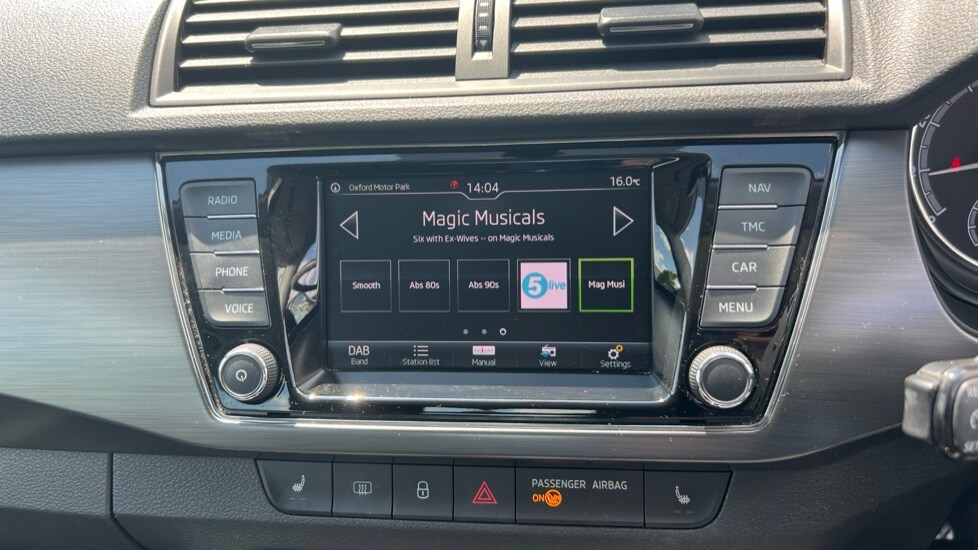 RADIO
MEDIA
PHONE
VOICE
Oxford Motor Park
14:04
16.0°C
Magic Musicals
Six with Ex-Wives -- on Magic Musicals
Smooth
Abs 80s
Abs 90s
5 live
Mag Musi
DAB
Band
Station list
Manual
View
Settings
NAV
TMC
CAR
MENU
PASSENGER AIRBAG
ON